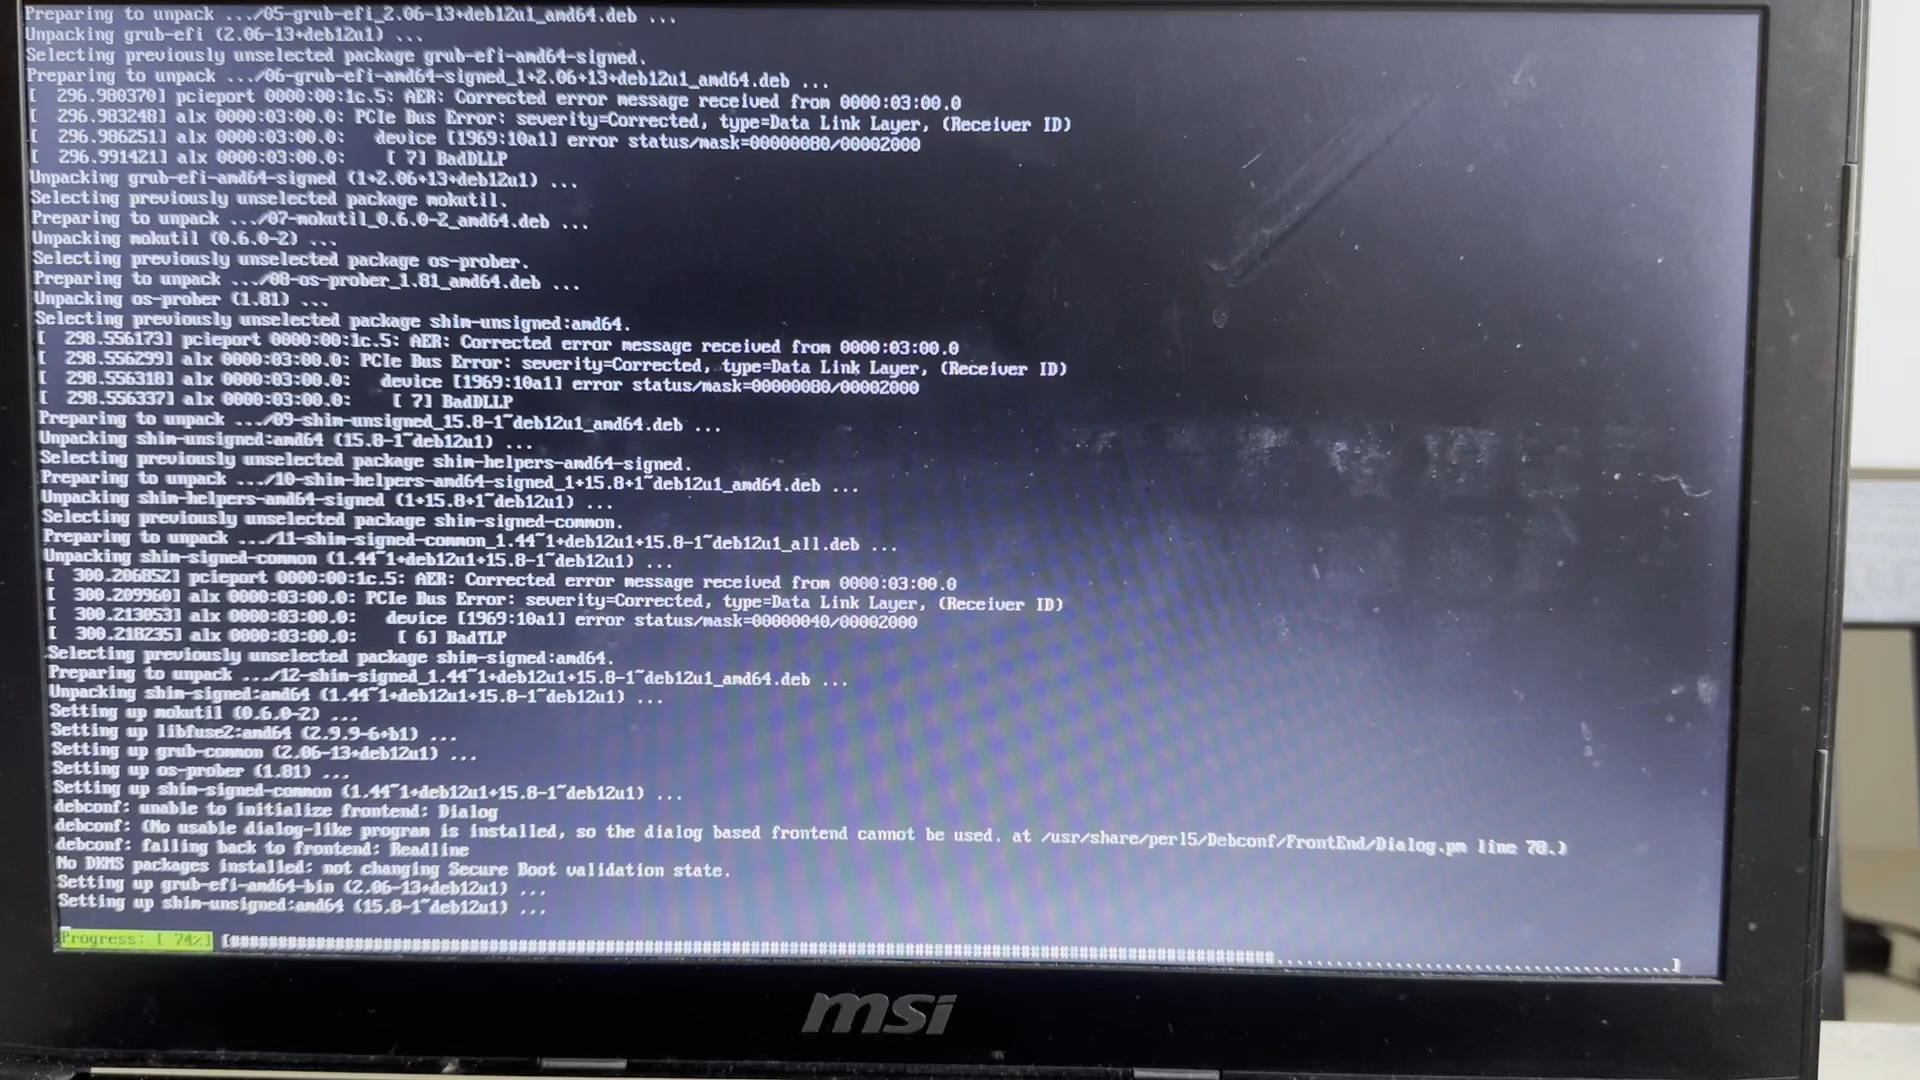 Preparing to unpack .../05-grub-efi_2.06-13+deb12u1_amd64.deb ...
Unpacking grub-efi (2.06-13+deb12u1) ...
Selecting previously unselected package grub-efi-amd64-signed.
Preparing to unpack .../06-grub-efi-amd64-signed_1+2.06+13+deb12u1_amd64.deb ...
[  296.980370] pcieport 0000:00:1c.5: AER: Corrected error message received from 0000:03:00.0
[  296.983248] alx 0000:03:00.0: PCIe Bus Error: severity=Corrected, type=Data Link Layer, (Receiver ID)
[  296.986251] alx 0000:03:00.0:   device [1969:10a1] error status/mask=00000080/00002000
[  296.991421] alx 0000:03:00.0:    [ 7] BadDLLP
Unpacking grub-efi-amd64-signed (1+2.06+13+deb12u1) ...
Selecting previously unselected package mokutil.
Preparing to unpack .../07-mokutil_0.6.0-2_amd64.deb ...
Unpacking mokutil (0.6.0-2) ...
Selecting previously unselected package os-prober.
Preparing to unpack .../08-os-prober_1.81_amd64.deb ...
Unpacking os-prober (1.81) ...
Selecting previously unselected package shim-unsigned:amd64.
[  298.556173] pcieport 0000:00:1c.5: AER: Corrected error message received from 0000:03:00.0
[  298.556299] alx 0000:03:00.0: PCIe Bus Error: severity=Corrected, type=Data Link Layer, (Receiver ID)
[  298.556318] alx 0000:03:00.0:   device [1969:10a1] error status/mask=00000080/00002000
[  298.556337] alx 0000:03:00.0:    [ 7] BadDLLP
Preparing to unpack .../09-shim-unsigned_15.8-1~deb12u1_amd64.deb ...
Unpacking shim-unsigned:amd64 (15.8-1~deb12u1) ...
Selecting previously unselected package shim-helpers-amd64-signed.
Preparing to unpack .../10-shim-helpers-amd64-signed_1+15.8+1~deb12u1_amd64.deb ...
Unpacking shim-helpers-amd64-signed (1+15.8+1~deb12u1) ...
Selecting previously unselected package shim-signed-common.
Preparing to unpack .../11-shim-signed-common_1.44~1+deb12u1+15.8-1~deb12u1_all.deb ...
Unpacking shim-signed-common (1.44~1+deb12u1+15.8-1~deb12u1) ...
[  300.206852] pcieport 0000:00:1c.5: AER: Corrected error message received from 0000:03:00.0
[  300.209960] alx 0000:03:00.0: PCIe Bus Error: severity=Corrected, type=Data Link Layer, (Receiver ID)
[  300.213053] alx 0000:03:00.0:   device [1969:10a1] error status/mask=00000040/00002000
[  300.218235] alx 0000:03:00.0:    [ 6] BadTLP
Selecting previously unselected package shim-signed:amd64.
Preparing to unpack .../12-shim-signed_1.44~1+deb12u1+15.8-1~deb12u1_amd64.deb ...
Unpacking shim-signed:amd64 (1.44~1+deb12u1+15.8-1~deb12u1) ...
Setting up mokutil (0.6.0-2) ...
Setting up libfuse2:amd64 (2.9.9-6+b1) ...
Setting up grub-common (2.06-13+deb12u1) ...
Setting up os-prober (1.81) ...
Setting up shim-signed-common (1.44~1+deb12u1+15.8-1~deb12u1) ...
debconf: unable to initialize frontend: Dialog
debconf: (No usable dialog-like program is installed, so the dialog based frontend cannot be used. at /usr/share/perl5/Debconf/FrontEnd/Dialog.pm line 78.)
debconf: falling back to frontend: Readline
No DKMS packages installed: not changing Secure Boot validation state.
Setting up grub-efi-amd64-bin (2.06-13+deb12u1) ...
Setting up shim-unsigned:amd64 (15.8-1~deb12u1) ...
Progress: [ 74%]
msi